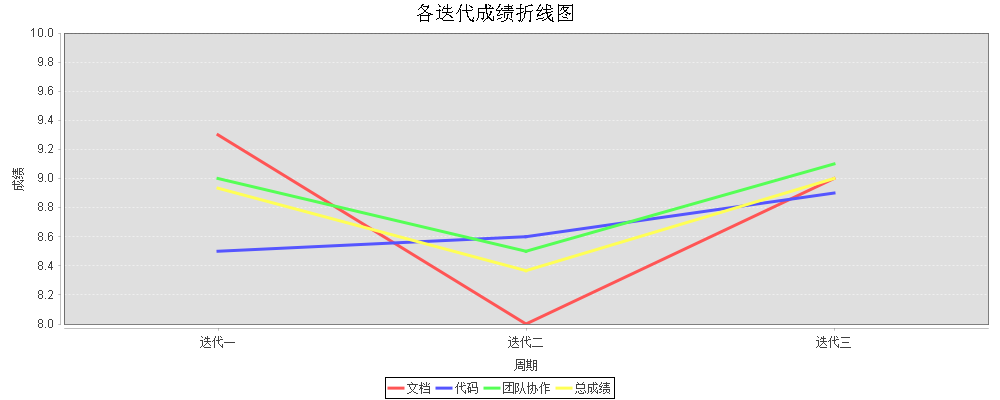 各迭代成绩折线图
10.0
9.8
9.6
9.4
9.2
9.0
8.8
8.6
8.4
8.2
8.0
成绩
迭代一 迭代二 迭代三
周期
文档 代码 团队协作 总成绩